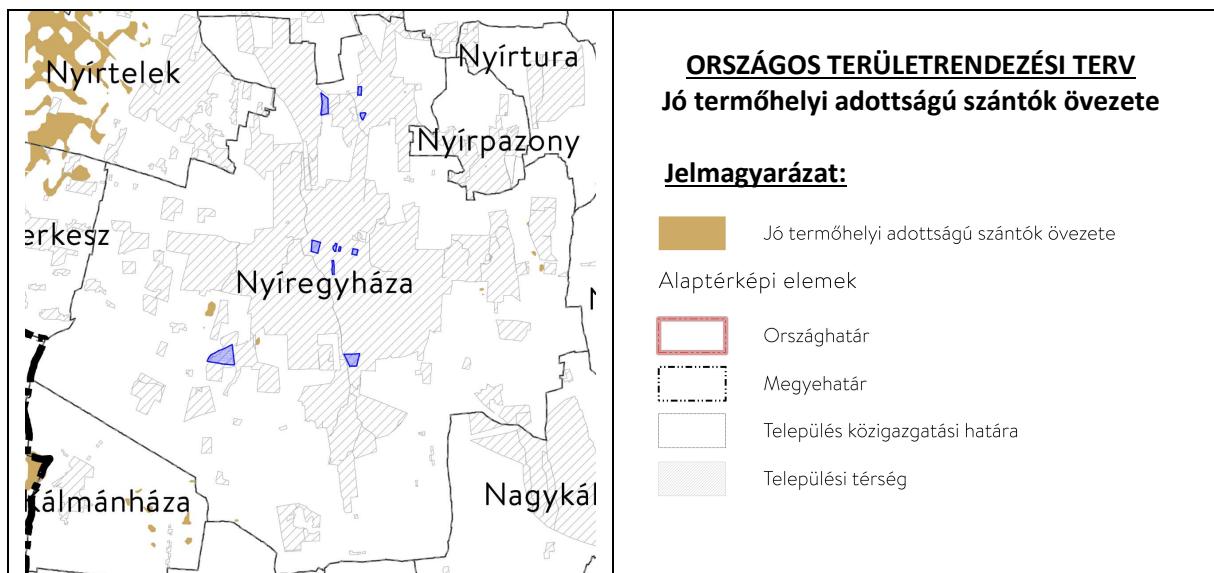 Nyírtelek
Nyírtura
Nyírpazony
erkesz
Nyíregyháza
N
Kálmánháza
Nagykál
ORSZÁGOS TERÜLETRENDEZÉSI TERV
Jó termőhelyi adottságú szántók övezete
Jelmagyarázat:
Jó termőhelyi adottságú szántók övezete
Alaptérképi elemek
Országhatár
Megyehatár
Település közigazgatási határa
Települési térség